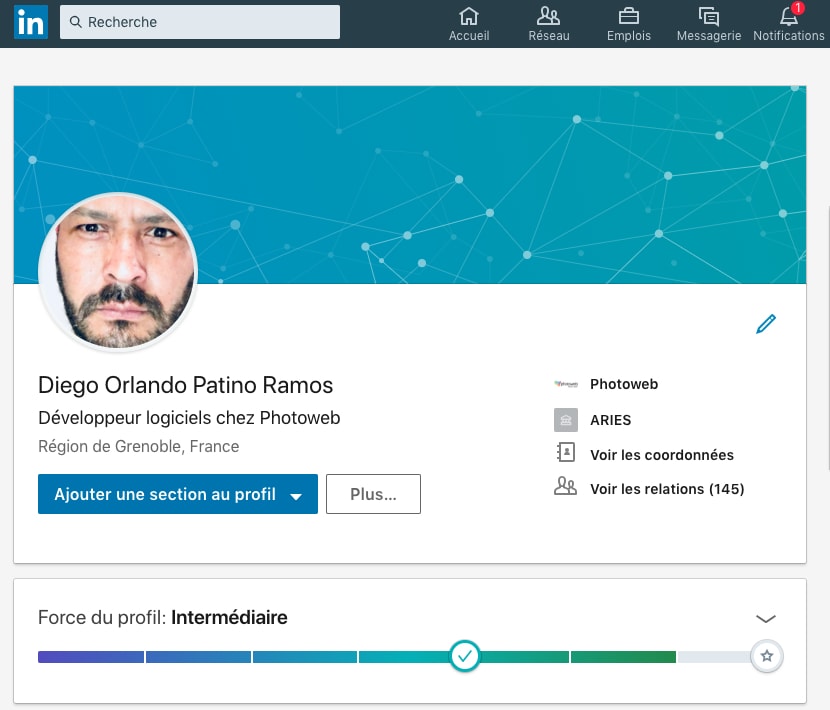 in
Recherche
Accueil
Réseau
Emplois
Messagerie
1
Notifications
Diego Orlando Patino Ramos
Développeur logiciels chez Photoweb
Région de Grenoble, France
Ajouter une section au profil
Plus...
Photoweb
ARIES
Voir les coordonnées
Voir les relations (145)
Force du profil: Intermédiaire